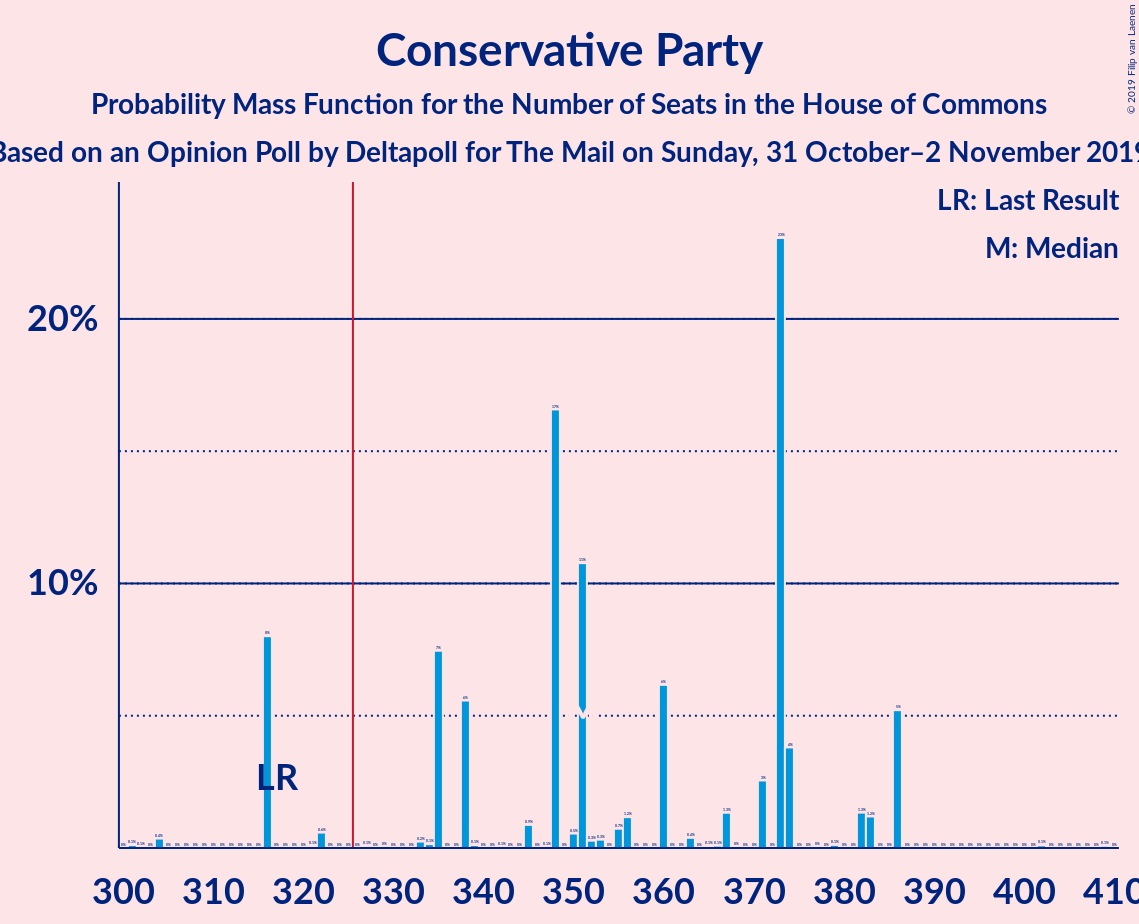 Conservative Party
Probability Mass Function for the Number of Seats in the House of Commons
Based on an Opinion Poll by Deltapoll for The Mail on Sunday, 31 October–2 November 2019
© 2019 Filip van Laenen
LR: Last Result
M: Median
20%
10%
LR
300 310 320 330 340 350 360 370 380 390 400 410